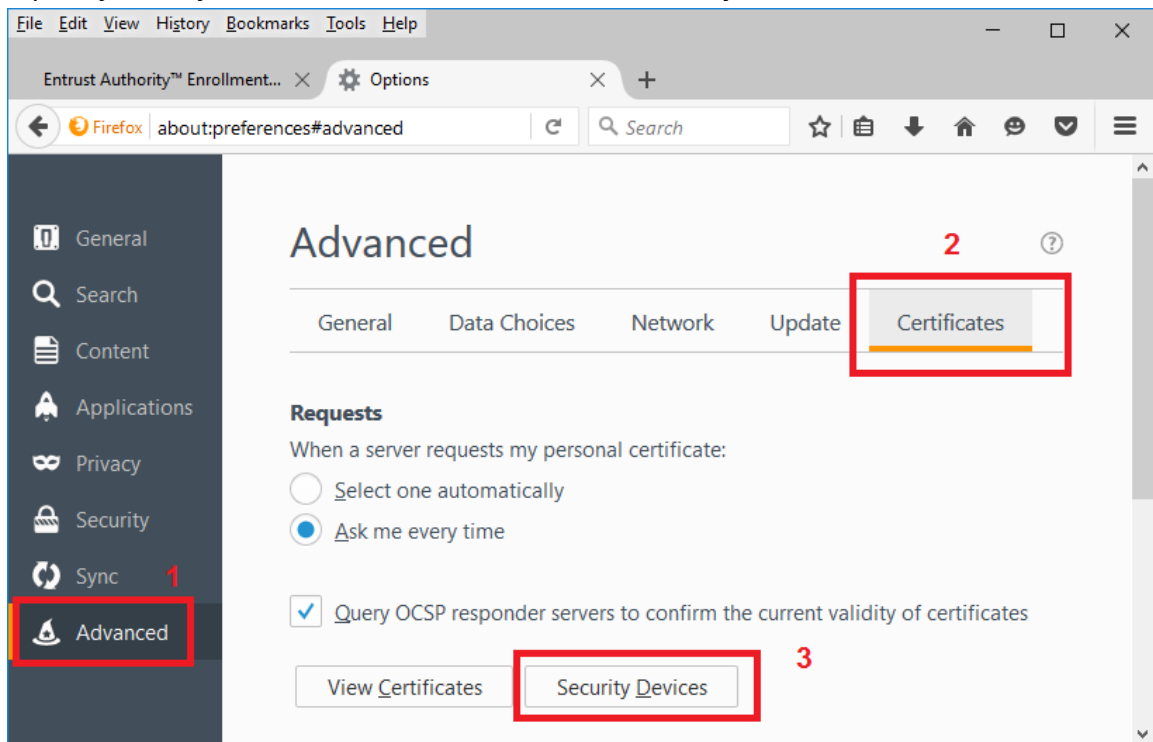 File Edit View History Bookmarks Tools Help
Entrust Authority™ Enrollment... Options
Firefox about:preferences#advanced Search
General
Search
Content
Applications
Privacy
Security
Sync 1
Advanced
Advanced 2 ?
General Data Choices Network Update Certificates
Requests
When a server requests my personal certificate:
Select one automatically
Ask me every time
Query OCSP responder servers to confirm the current validity of certificates
3
View Certificates Security Devices